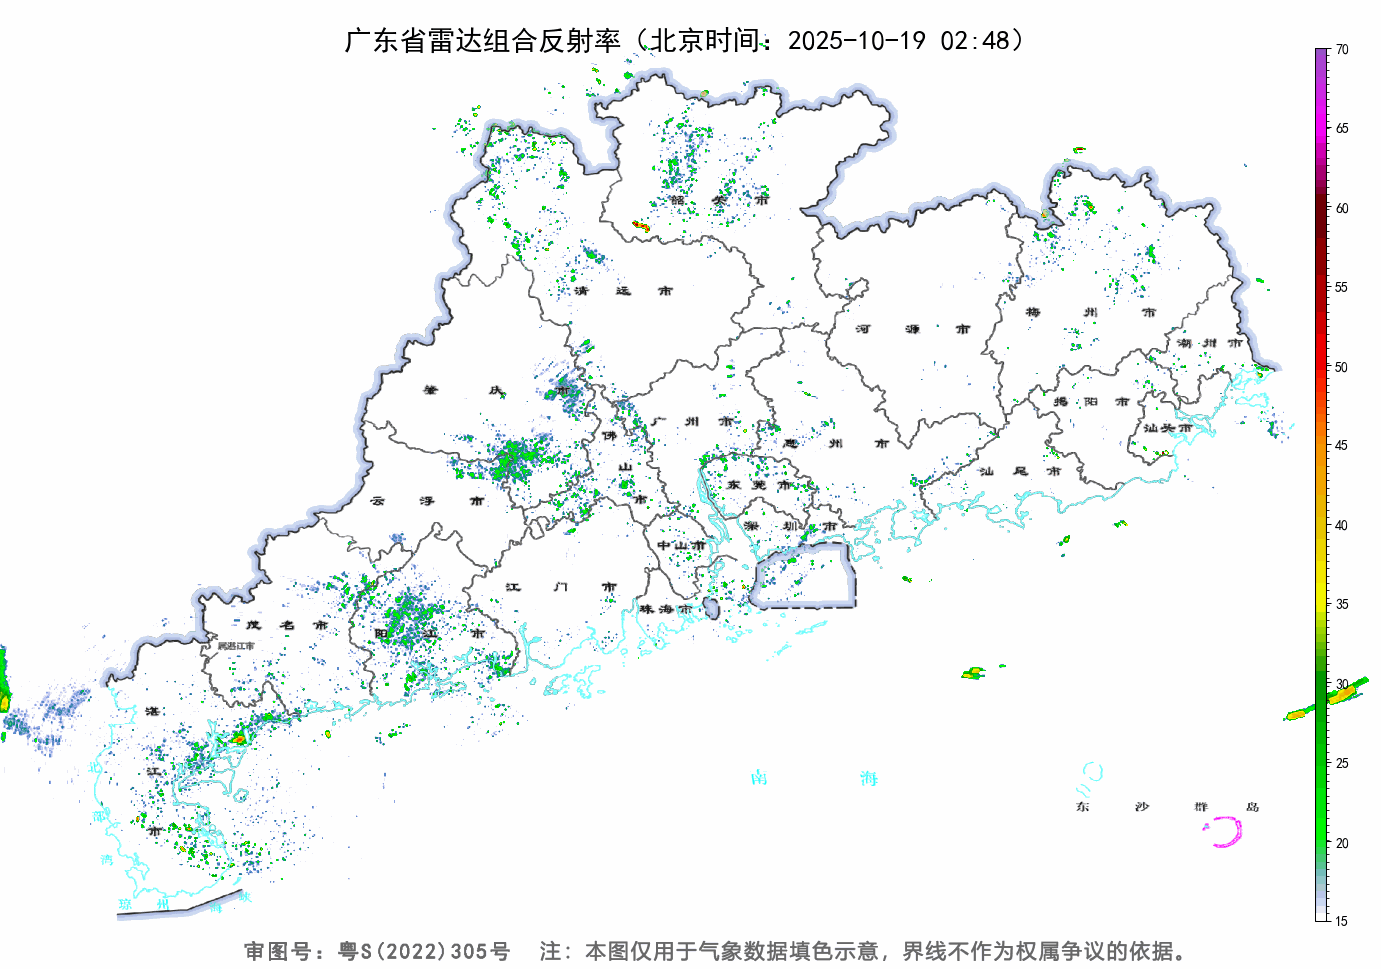 广东省雷达组合反射率（北京时间：2025-10-19 02:48）
70
65
60
55
50
45
40
35
30
25
20
15
韶关市
清远市
河源市
梅州市
潮州市
肇庆市
广州市
佛山市
惠州市
揭阳市
汕头市
汕尾市
云浮市
东莞市
深圳市
中山市
江门市
珠海市
茂名市
阳江市
属湛江市
湛江市
北部湾
琼州海峡
南海
东沙群岛
审图号：粤S(2022)305号 注：本图仅用于气象数据填色示意，界线不作为权属争议的依据。